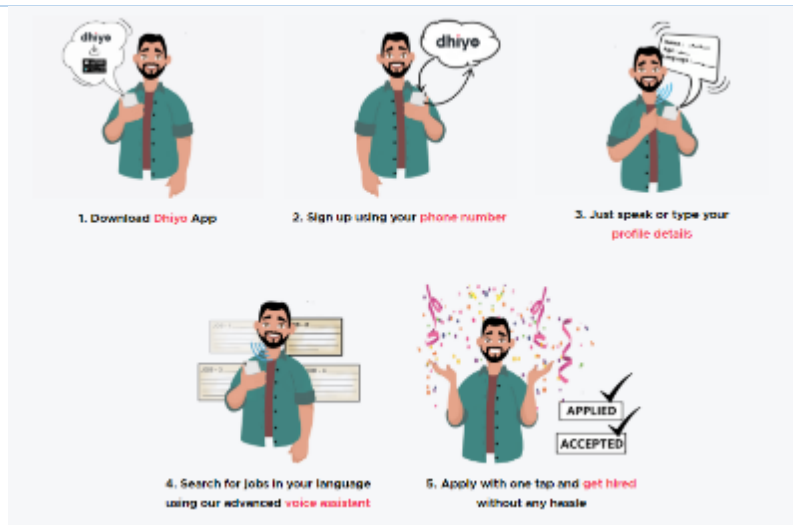 dhiyo
dhiyo
1. Download Dhiyo App
2. Sign up using your phone number
3. Just speak or type your
profile details
APPLIED
ACCEPTED
4. Search for jobs in your language
using our advanced voice assistant
5. Apply with one tap and get hired
without any hassle